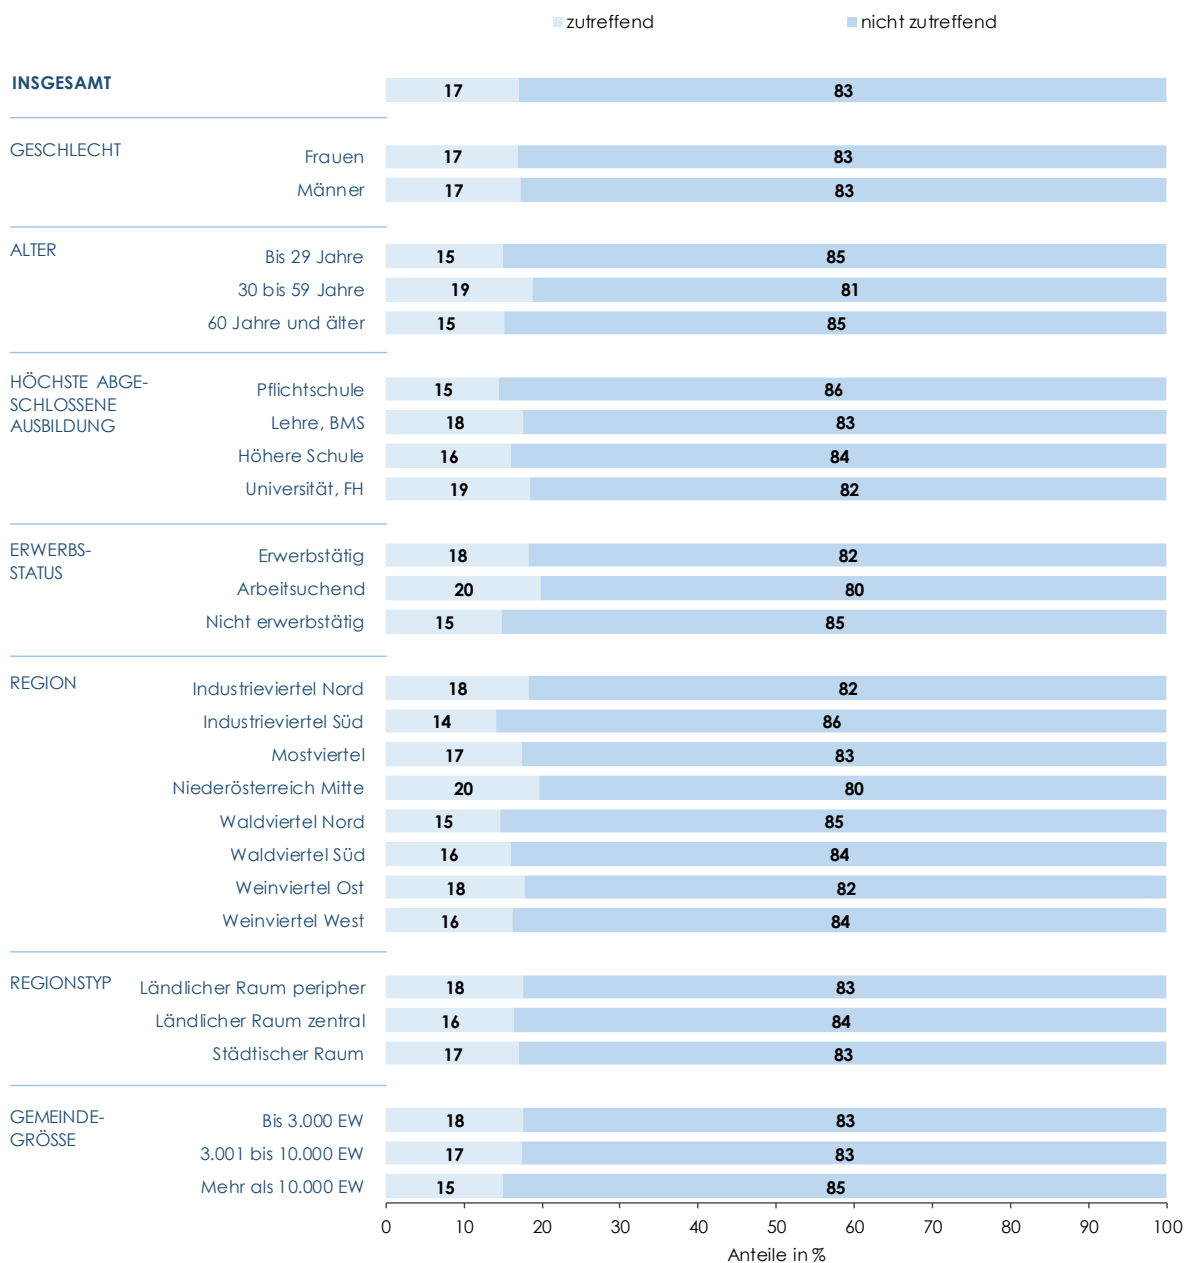 zutreffend nicht zutreffend
INSGESAMT 17 83
GESCHLECHT Frauen 17 83
Männer 17 83
ALTER Bis 29 Jahre 15 85
30 bis 59 Jahre 19 81
60 Jahre und älter 15 85
HÖCHSTE ABGE- Pflichtschule 15 86
SCHLOSSENE
AUSBILDUNG Lehre, BMS 18 83
Höhere Schule 16 84
Universität, FH 19 82
ERWERBS- Erwerbstätig 18 82
STATUS
Arbeitsuchend 20 80
Nicht erwerbstätig 15 85
REGION Industrieviertel Nord 18 82
Industrieviertel Süd 14 86
Mostviertel 17 83
Niederösterreich Mitte 20 80
Waldviertel Nord 15 85
Waldviertel Süd 16 84
Weinviertel Ost 18 82
Weinviertel West 16 84
REGIONSTYP Ländlicher Raum peripher 18 83
Ländlicher Raum zentral 16 84
Städtischer Raum 17 83
GEMEINDE- Bis 3.000 EW 18 83
GRÖSSE
3.001 bis 10.000 EW 17 83
Mehr als 10.000 EW 15 85
0 10 20 30 40 50 60 70 80 90 100
Anteile in %